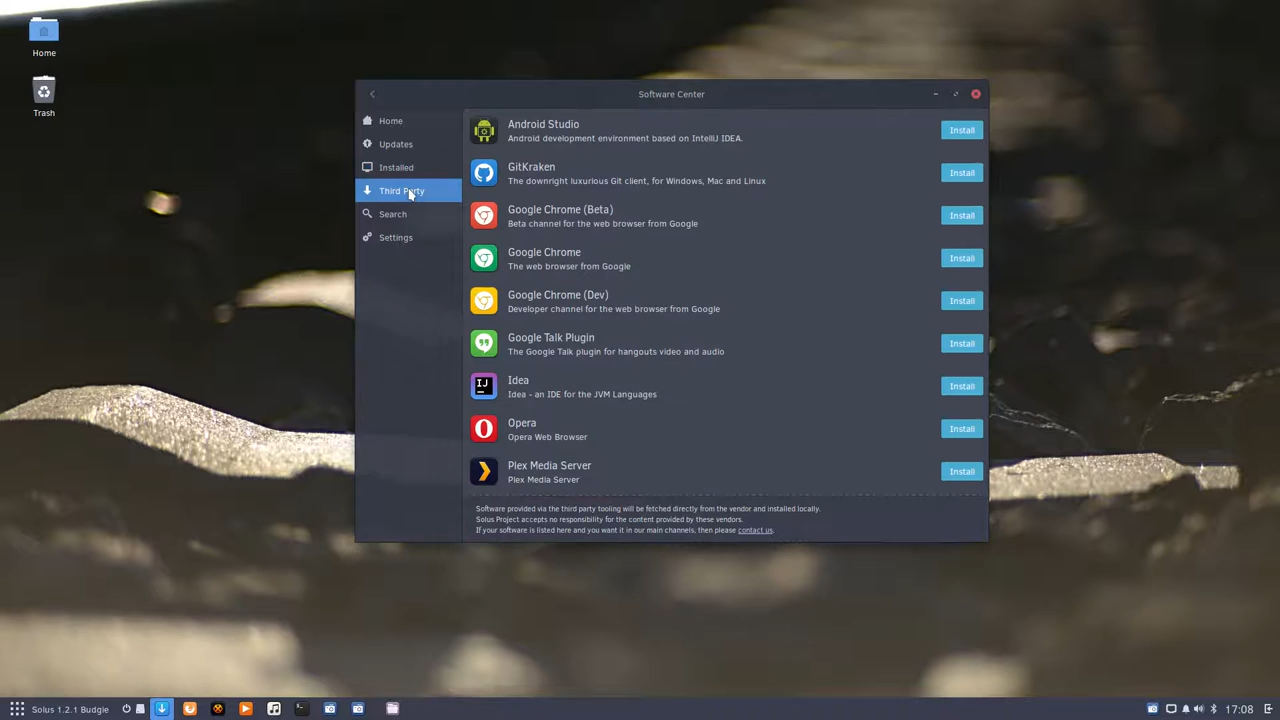 Home
Trash
Software Center
Home
Updates
Installed
Third Party
Search
Settings
Android Studio
Android development environment based on IntelliJ IDEA.
Install
GitKraken
The downright luxurious Git client, for Windows, Mac and Linux
Install
Google Chrome (Beta)
Beta channel for the web browser from Google
Install
Google Chrome
The web browser from Google
Install
Google Chrome (Dev)
Developer channel for the web browser from Google
Install
Google Talk Plugin
The Google Talk plugin for hangouts video and audio
Install
IJ
Idea
Idea - an IDE for the JVM Languages
Install
Opera
Opera Web Browser
Install
Plex Media Server
Plex Media Server
Install
Software provided via the third party tooling will be fetched directly from the vendor and installed locally.
Solus Project accepts no responsibility for the content provided by these vendors.
If your software is listed here and you want it in our main channels, then please contact us.
Solus 1.2.1 Budgie
17:08